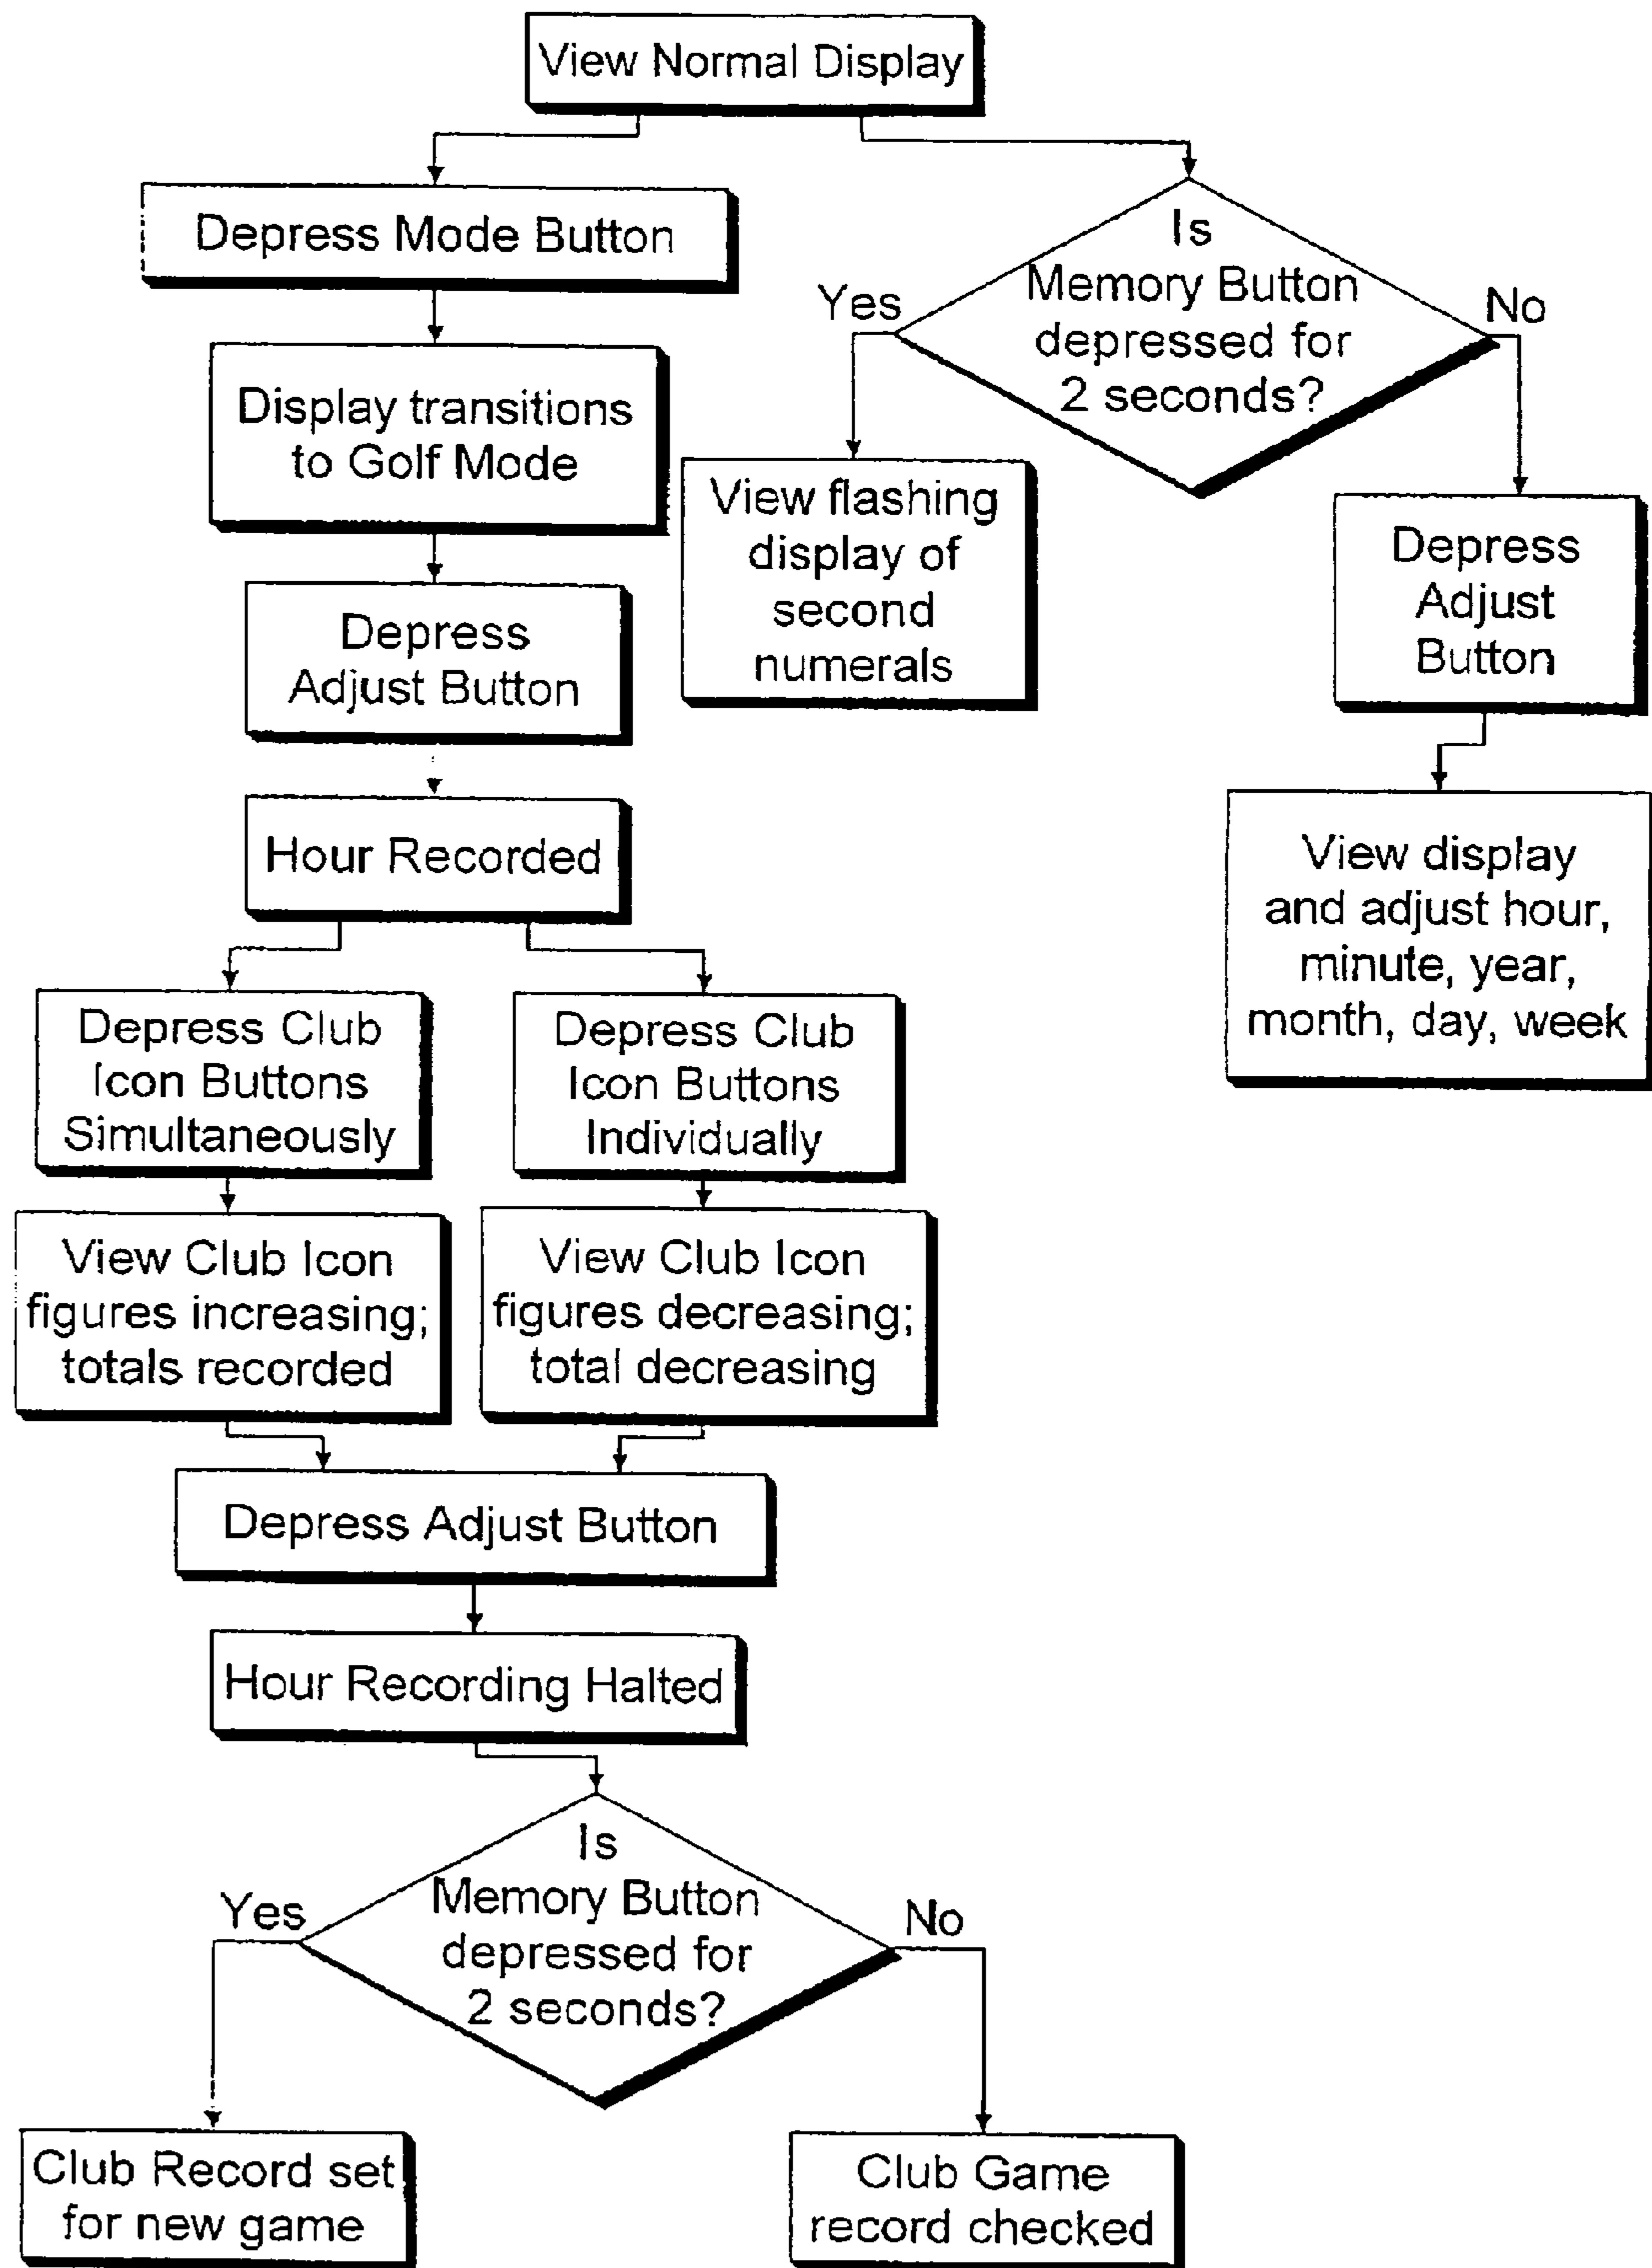 View Normal Display
Depress Mode Button
Is
Memory Button
depressed for
2 seconds?
Yes
No
Display transitions
to Golf Mode
View flashing
display of
second
numerals
Depress
Adjust
Button
Depress
Adjust Button
View display
and adjust hour,
minute, year,
month, day, week
Hour Recorded
Depress Club
Icon Buttons
Simultaneously
Depress Club
Icon Buttons
Individually
View Club Icon
figures increasing;
totals recorded
View Club Icon
figures decreasing;
total decreasing
Depress Adjust Button
Hour Recording Halted
Is
Memory Button
depressed for
2 seconds?
Yes
No
Club Record set
for new game
Club Game
record checked